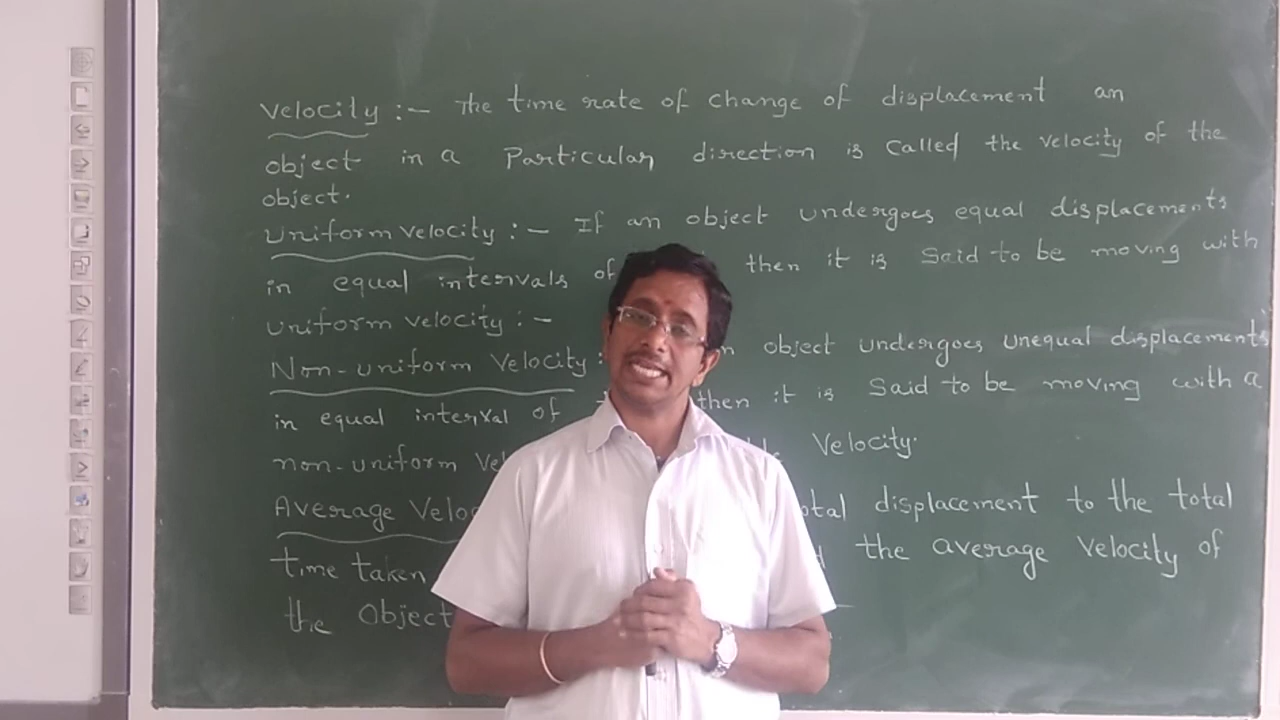 Velocity :- The time rate of change of displacement an
object in a particular direction is called the velocity of the
object.
Uniform velocity :- If an object undergoes equal displacements
in equal intervals of then it is said to be moving with
uniform velocity :-
Non-uniform Velocity : object undergoes unequal displacements
in equal interval of then it is said to be moving with a
non-uniform Velocity.
Average displacement to the total
time taken the average velocity of
the object